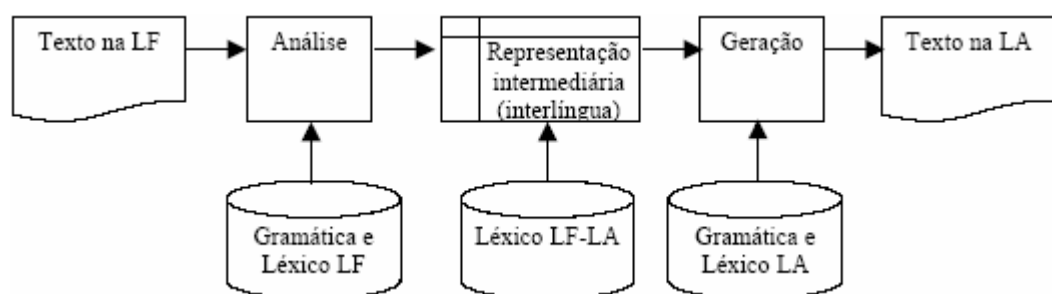 Texto na LF
Análise
Representação
intermediária
(interlíngua)
Geração
Texto na LA
Gramática e
Léxico LF
Léxico LF-LA
Gramática e
Léxico LA